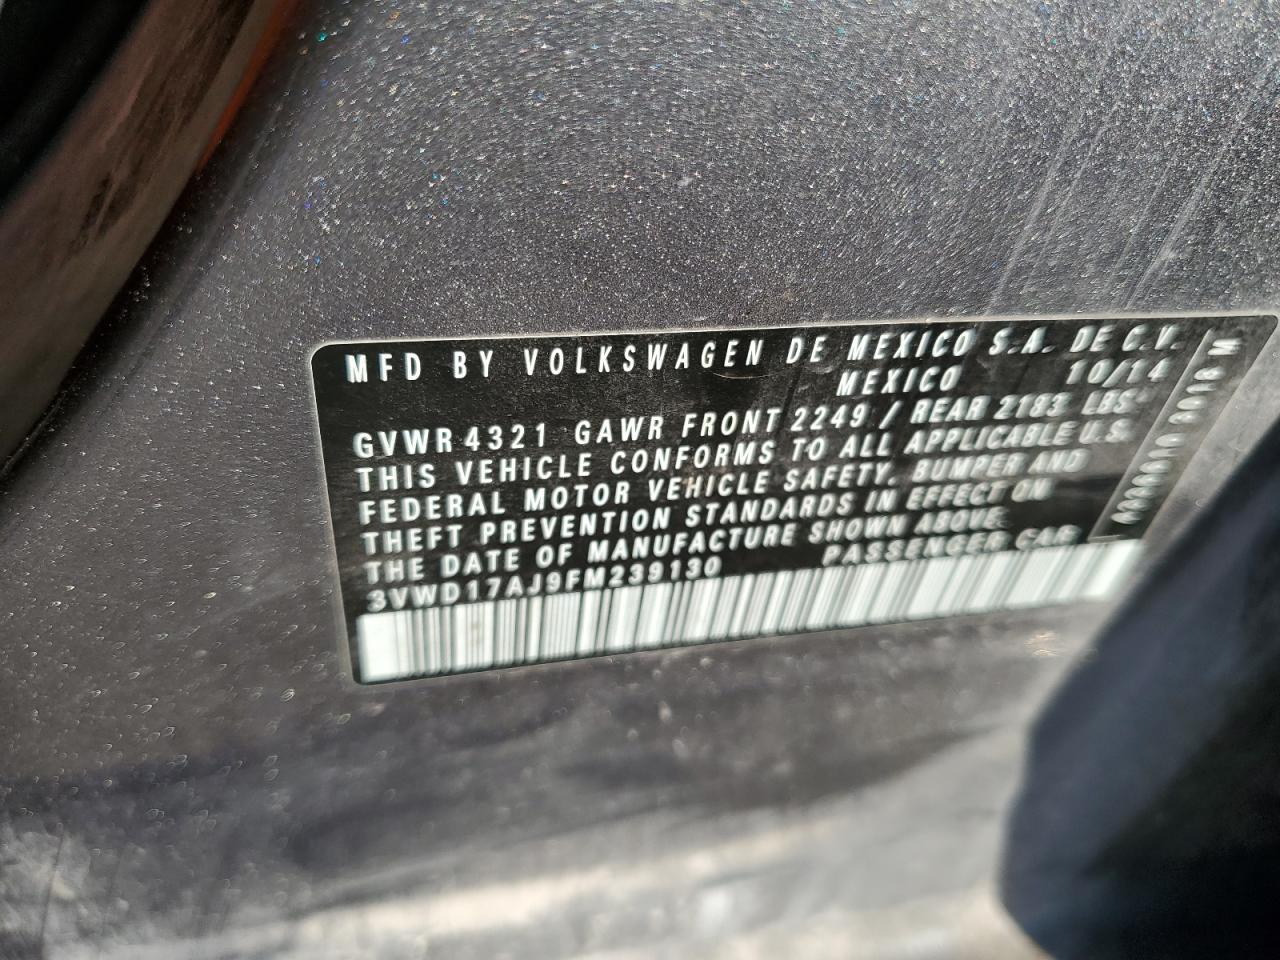 MFD BY VOLKSWAGEN DE MEXICO S.A. DE C.V.
MEXICO 10/14
GVWR 4321 GAWR FRONT 2249 / REAR 2183 LBS
THIS VEHICLE CONFORMS TO ALL APPLICABLE U.S.
FEDERAL MOTOR VEHICLE SAFETY, BUMPER AND
THEFT PREVENTION STANDARDS IN EFFECT ON
THE DATE OF MANUFACTURE SHOWN ABOVE.
3VWD17AJ9FM239130 PASSENGER CAR